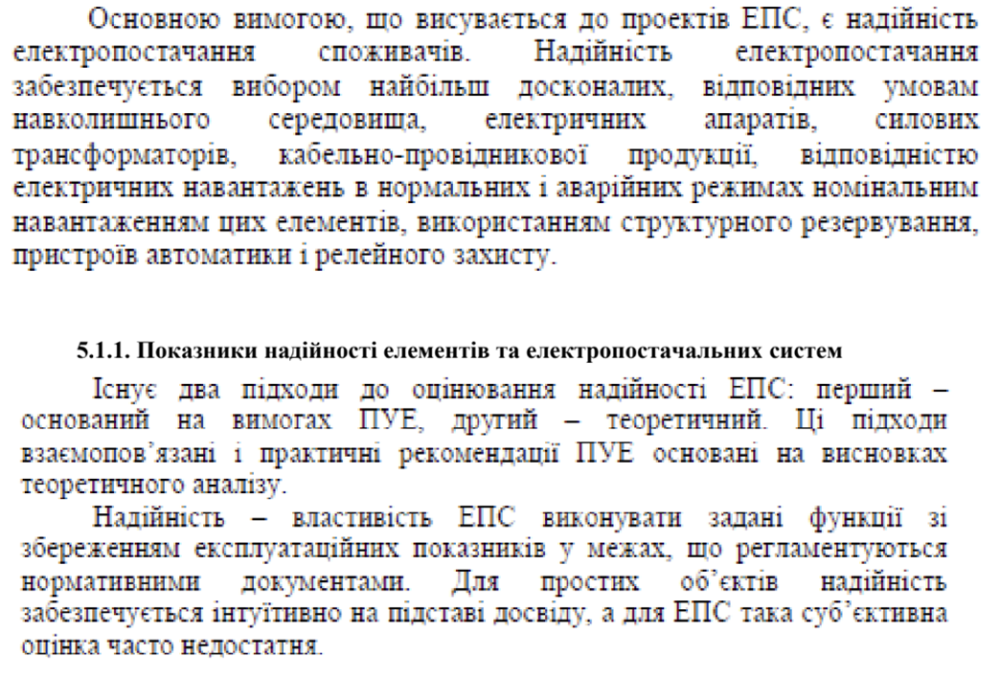 Основною вимогою, що висувається до проектів ЕПС, є надійність
електропостачання споживачів. Надійність електропостачання
забезпечується вибором найбільш досконалих, відповідних умовам
навколишнього середовища, електричних апаратів, силових
трансформаторів, кабельно-провідникової продукції, відповідністю
електричних навантажень в нормальних і аварійних режимах номінальним
навантаженням цих елементів, використанням структурного резервування,
пристроїв автоматики і релейного захисту.
5.1.1. Показники надійності елементів та електропостачальних систем
Існує два підходи до оцінювання надійності ЕПС: перший –
оснований на вимогах ПУЕ, другий – теоретичний. Ці підходи
взаємопов’язані і практичні рекомендації ПУЕ основані на висновках
теоретичного аналізу.
Надійність – властивість ЕПС виконувати задані функції зі
збереженням експлуатаційних показників у межах, що регламентуються
нормативними документами. Для простих об’єктів надійність
забезпечується інтуїтивно на підставі досвіду, а для ЕПС така суб’єктивна
оцінка часто недостатня.